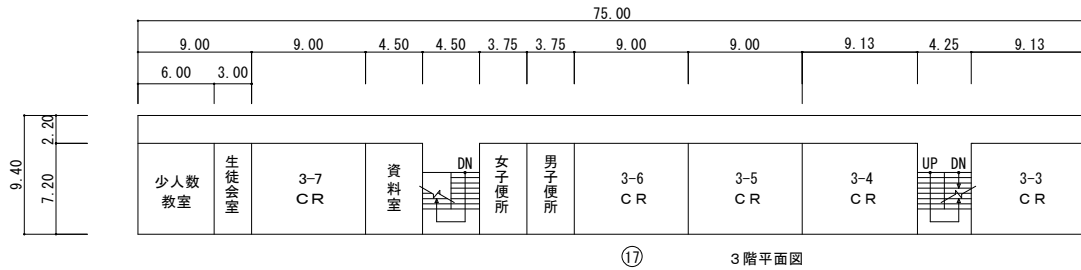 75.00
9.00 9.00 4.50 4.50 3.75 3.75 9.00 9.00 9.13 4.25 9.13
6.00 3.00
9.40
2.20
7.20
少人数
教室
生徒会室
3-7
CR
資料室
DN
女子便所
男子便所
3-6
CR
3-5
CR
3-4
CR
UP DN
3-3
CR
⑰ 3階平面図